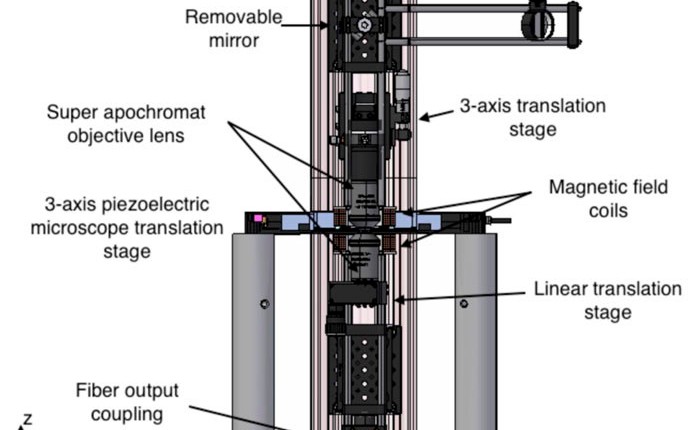 Removable
mirror
Super apochromat
objective lens
3-axis translation
stage
3-axis piezoelectric
microscope translation
stage
Magnetic field
coils
Linear translation
stage
Fiber output
coupling
z